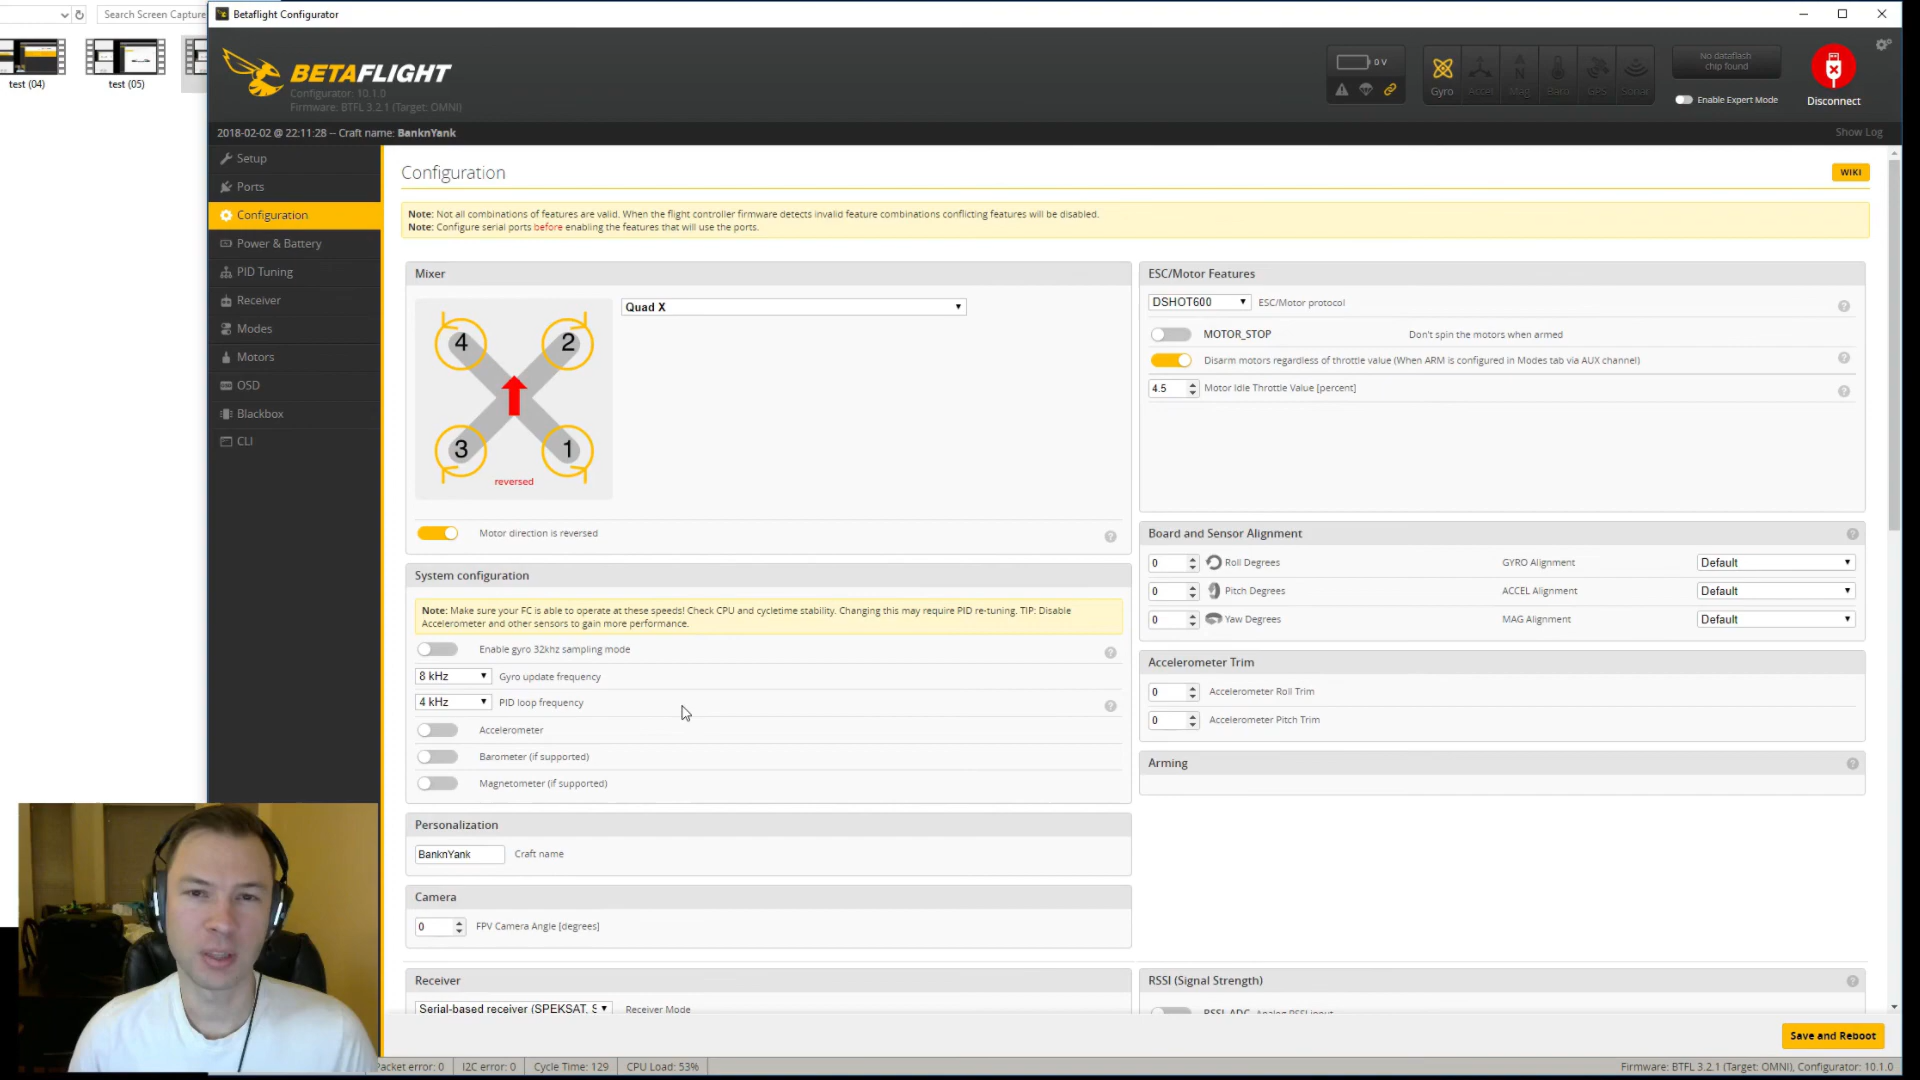 Search Screen Capture
test (04)
test (05)
Betaflight Configurator
BETAFLIGHT
Configurator: 10.1.0
Firmware: BTFL 3.2.1 (Target: OMNI)
0 V
Gyro
Accel
Mag
Baro
GPS
Sonar
No dataflash
chip found
Enable Expert Mode
Disconnect
2018-02-02 @ 22:11:28 -- Craft name: BanknYank
Show Log
Setup
Ports
Configuration
Power & Battery
PID Tuning
Receiver
Modes
Motors
OSD
Blackbox
CLI
Configuration
WIKI
Note: Not all combinations of features are valid. When the flight controller firmware detects invalid feature combinations conflicting features will be disabled.
Note: Configure serial ports before enabling the features that will use the ports.
Mixer
Quad X
4
2
3
1
reversed
Motor direction is reversed
System configuration
Note: Make sure your FC is able to operate at these speeds! Check CPU and cycletime stability. Changing this may require PID re-tuning. TIP: Disable
Accelerometer and other sensors to gain more performance.
Enable gyro 32khz sampling mode
8 kHz Gyro update frequency
4 kHz PID loop frequency
Accelerometer
Barometer (if supported)
Magnetometer (if supported)
Personalization
BanknYank Craft name
Camera
0 FPV Camera Angle [degrees]
Receiver
Serial-based receiver (SPEKSAT, S Receiver Mode
ESC/Motor Features
DSHOT600 ESC/Motor protocol
MOTOR_STOP Don't spin the motors when armed
Disarm motors regardless of throttle value (When ARM is configured in Modes tab via AUX channel)
4.5 Motor Idle Throttle Value [percent]
Board and Sensor Alignment
0 Roll Degrees GYRO Alignment Default
0 Pitch Degrees ACCEL Alignment Default
0 Yaw Degrees MAG Alignment Default
Accelerometer Trim
0 Accelerometer Roll Trim
0 Accelerometer Pitch Trim
Arming
RSSI (Signal Strength)
RSSI_ADC Analog RSSI input
Save and Reboot
Packet error: 0
I2C error: 0
Cycle Time: 129
CPU Load: 53%
Firmware: BTFL 3.2.1 (Target: OMNI), Configurator: 10.1.0